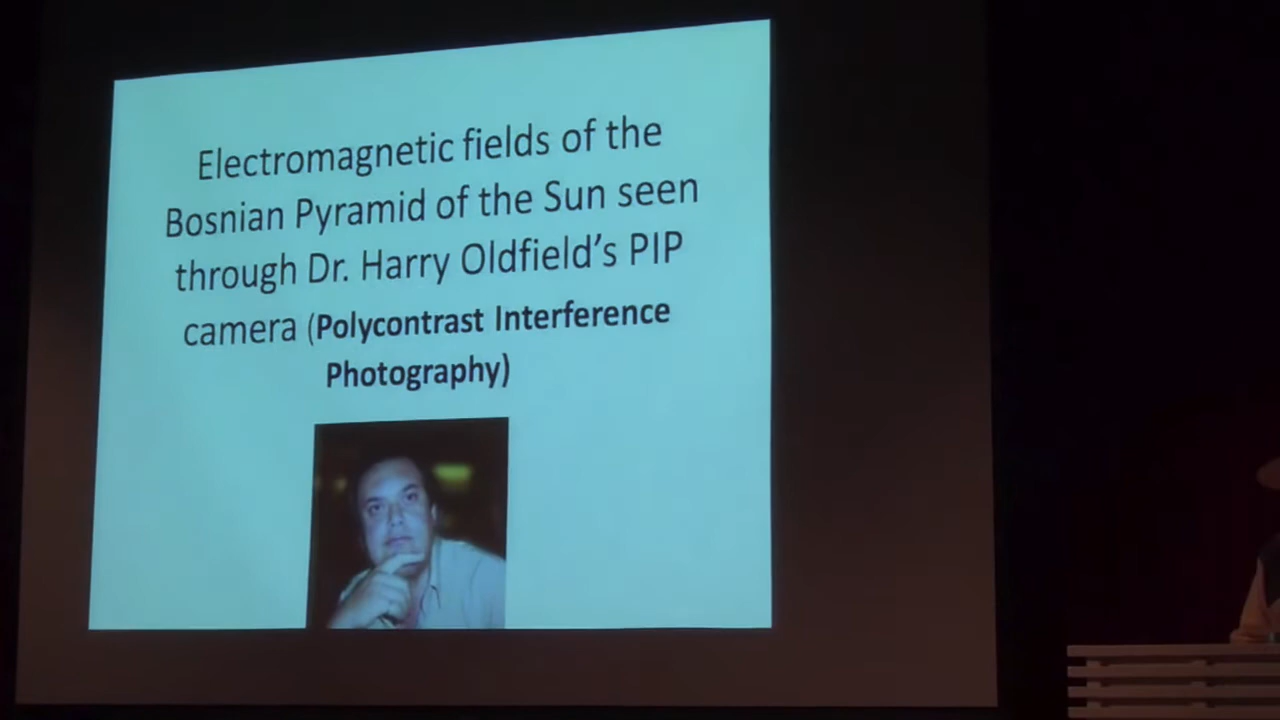 Electromagnetic fields of the
Bosnian Pyramid of the Sun seen
through Dr. Harry Oldfield’s PIP
camera (Polycontrast Interference
Photography)